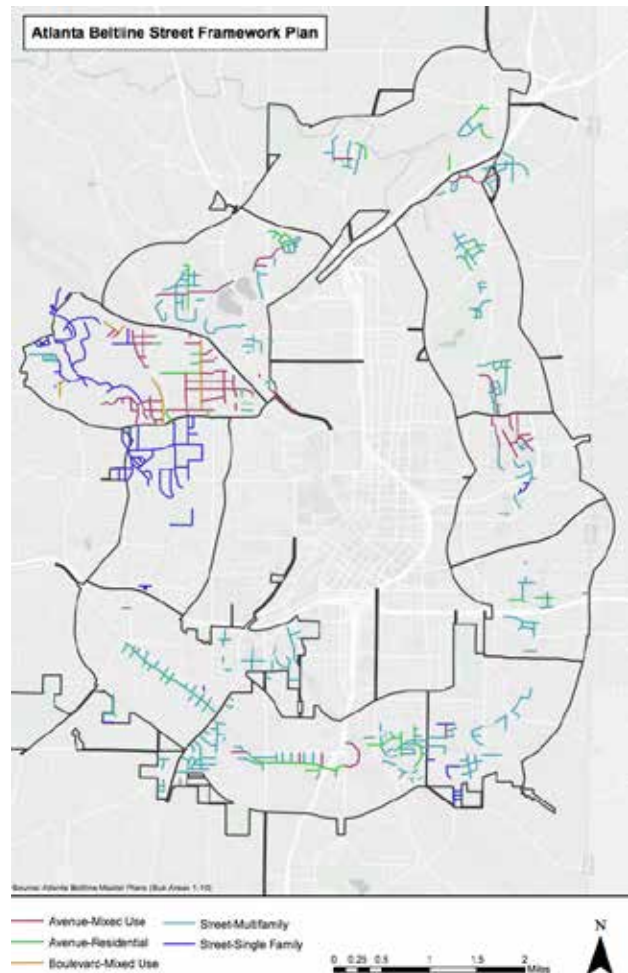 Atlanta Beltline Street Framework Plan
Source: Atlanta Beltline Master Plans (Sub Areas 1-10)
Avenue-Mixed Use
Avenue-Residential
Boulevard-Mixed Use
Street-Multifamily
Street-Single Family
0 0.25 0.5 1 1.5 2
Miles
N